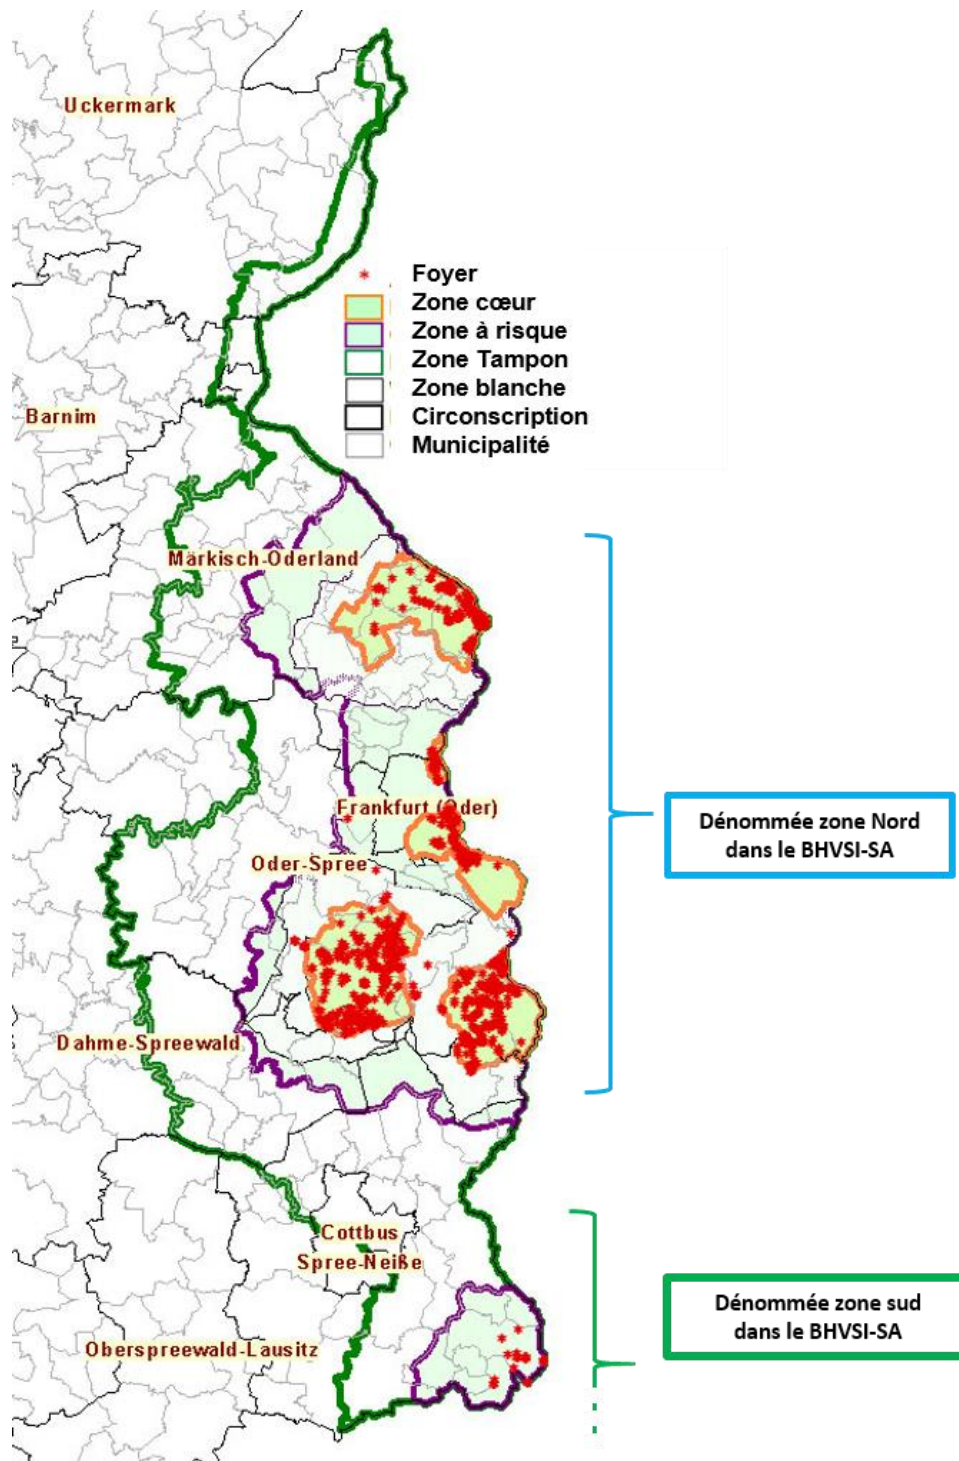 Uckermark
Foyer
Zone cœur
Zone à risque
Zone Tampon
Zone blanche
Circonscription
Municipalité
Barnim
Märkisch-Oderland
Frankfurt (Oder)
Dénommée zone Nord
dans le BHVSI-SA
Oder-Spree
Dahme-Spreewald
Cottbus
Spree-Neiße
Dénommée zone sud
dans le BHVSI-SA
Oberspreewald-Lausitz